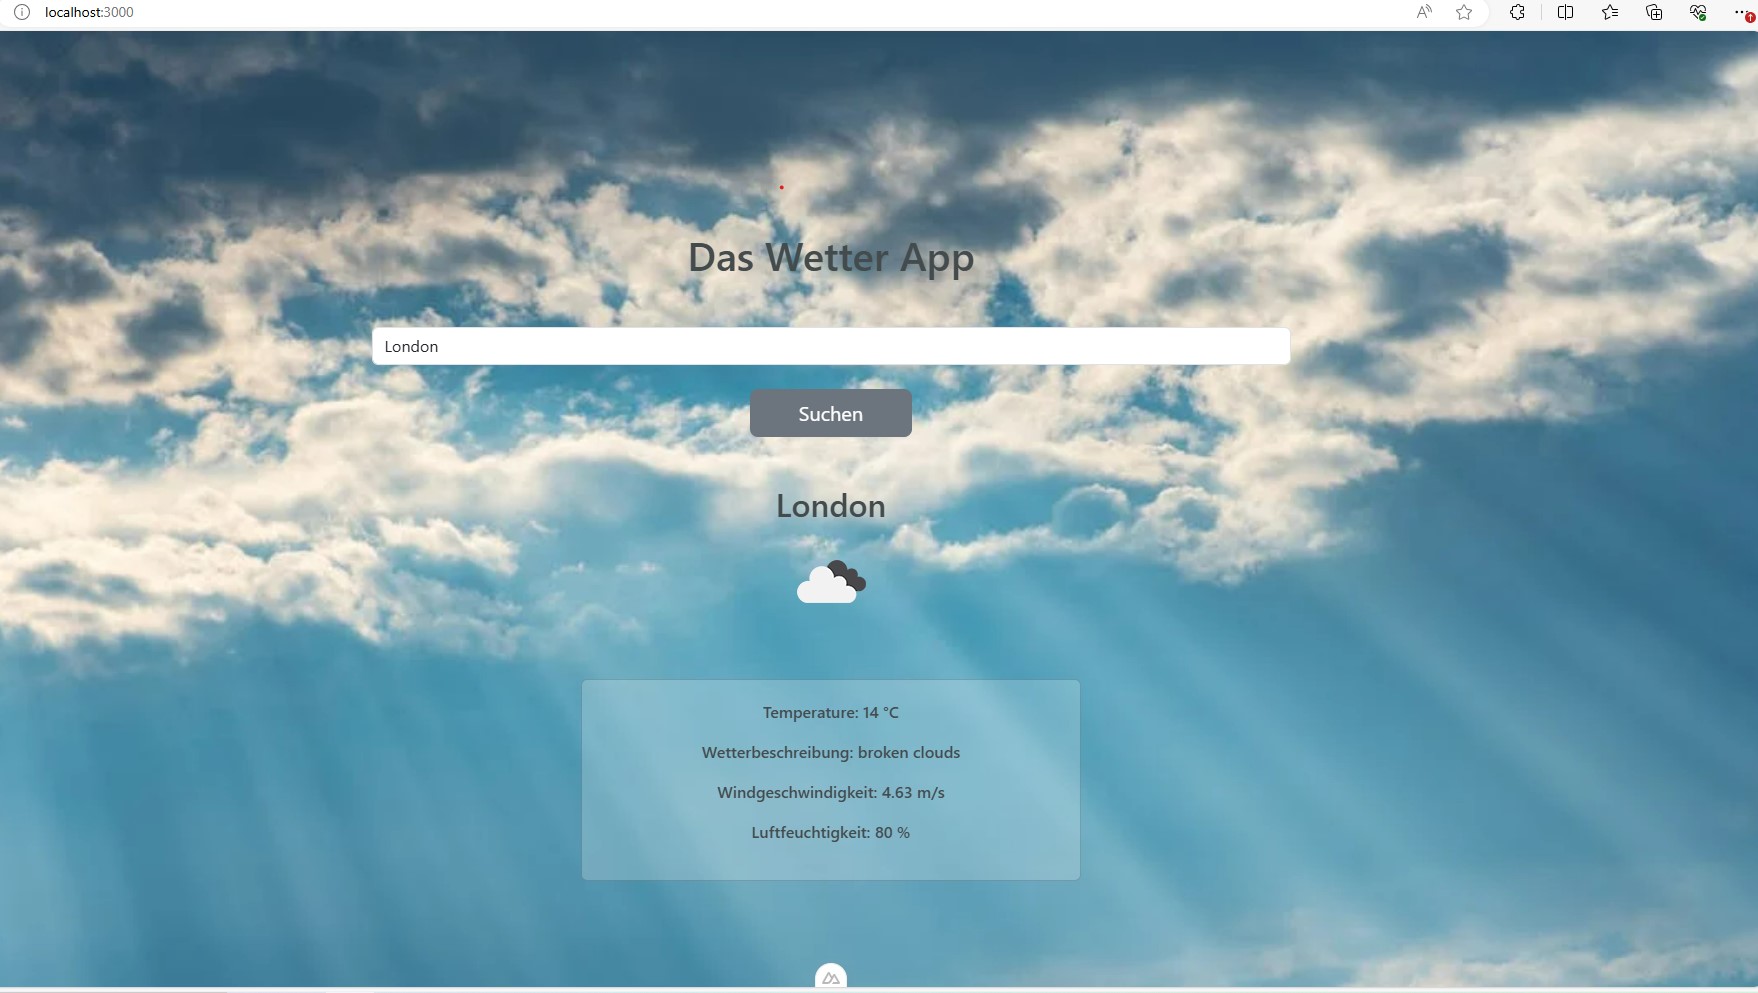 localhost:3000
Das Wetter App
London
Suchen
London
Temperature: 14 °C
Wetterbeschreibung: broken clouds
Windgeschwindigkeit: 4.63 m/s
Luftfeuchtigkeit: 80 %